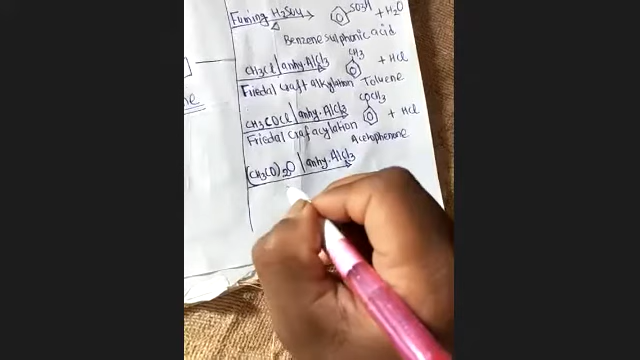 Fuming H2SO4 SO3H + H2O
Δ
Benzene sulphonic acid
CH3Cl | anhy. AlCl3 CH3 + HCl
Friedal Craft alkylation Toluene
CH3COCl | anhy. AlCl3 COCH3 + HCl
Friedal Craf acylation Acetophenone
(CH3CO)2O | anhy. AlCl3